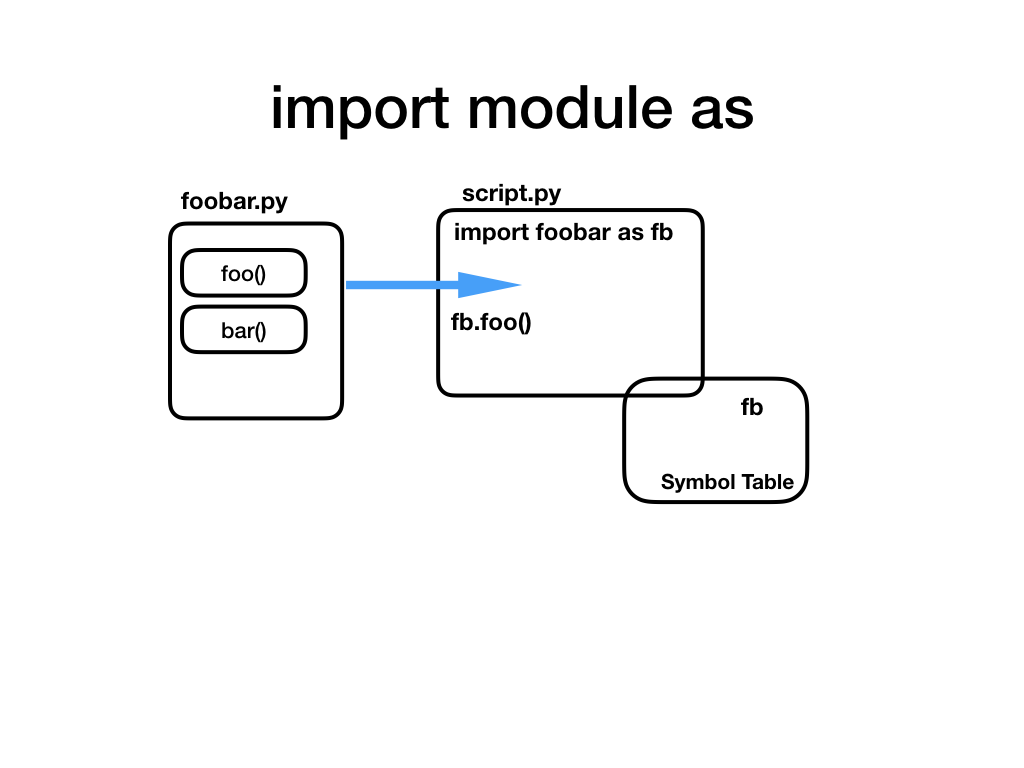 import module as
foobar.py
foo()
bar()
script.py
import foobar as fb
fb.foo()
fb
Symbol Table